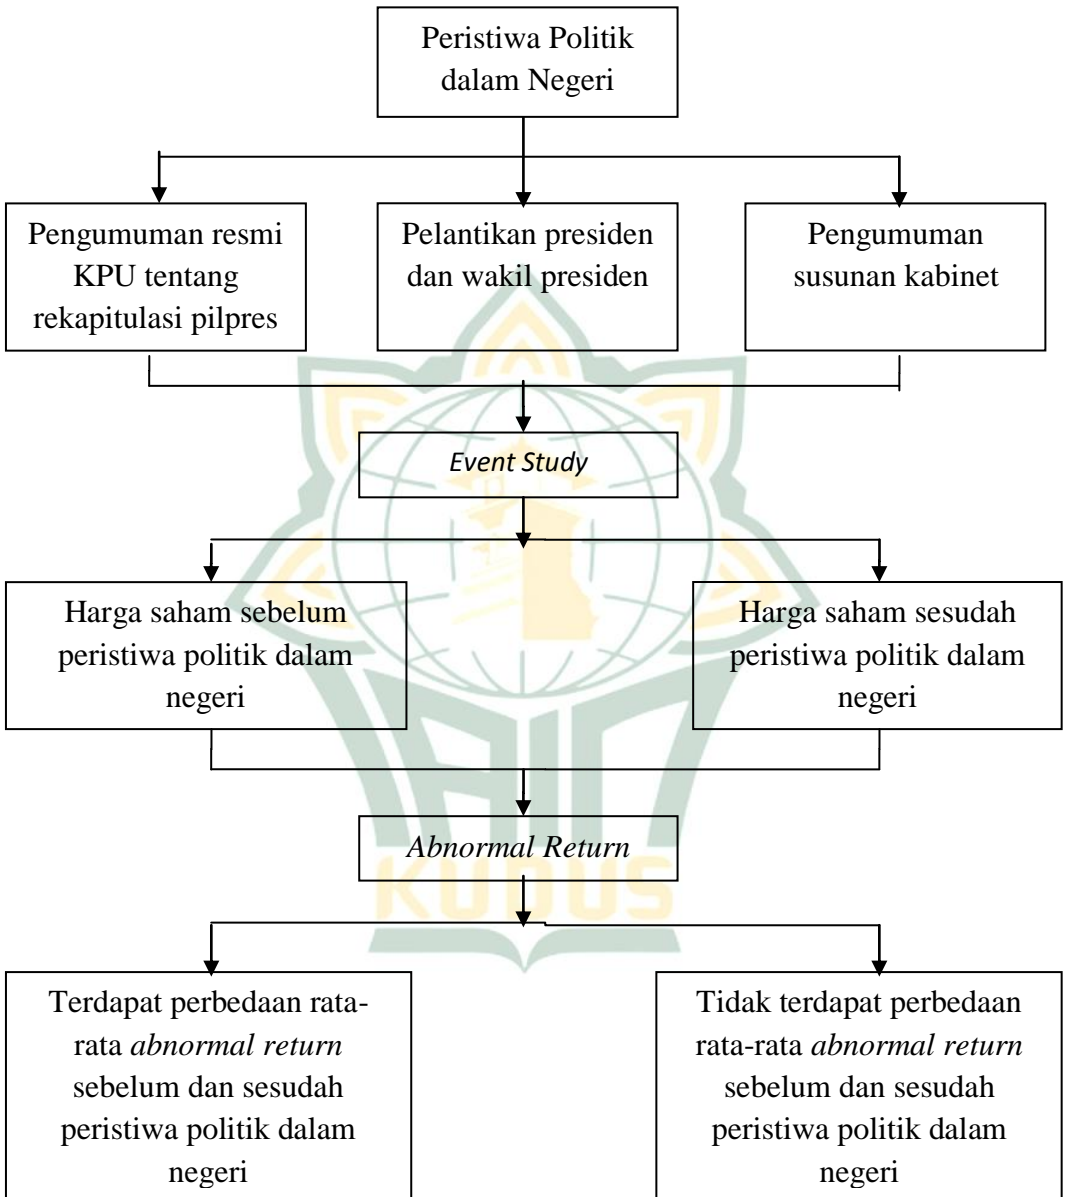 Peristiwa Politik
dalam Negeri
Pengumuman resmi
KPU tentang
rekapitulasi pilpres
Pelantikan presiden
dan wakil presiden
Pengumuman
susunan kabinet
Event Study
Harga saham sebelum
peristiwa politik dalam
negeri
Harga saham sesudah
peristiwa politik dalam
negeri
Abnormal Return
IAIN
KUDUS
Terdapat perbedaan rata-
rata abnormal return
sebelum dan sesudah
peristiwa politik dalam
negeri
Tidak terdapat perbedaan
rata-rata abnormal return
sebelum dan sesudah
peristiwa politik dalam
negeri